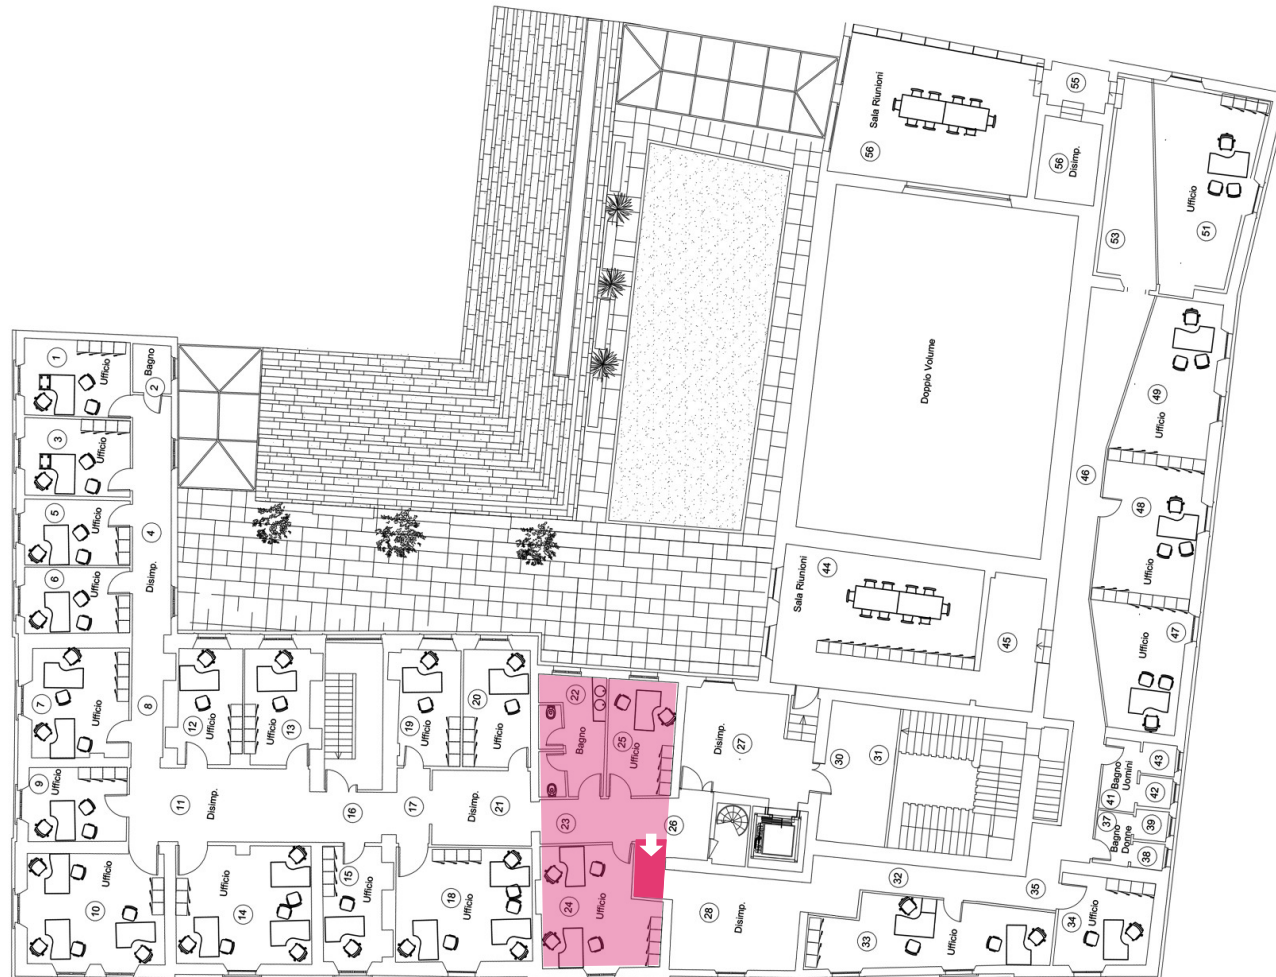 1
Ufficio
Bagno
2
3
Ufficio
4
Disimp.
5
Ufficio
6
Ufficio
7
Ufficio
8
9
Ufficio
10
Ufficio
11
Disimp.
12
Ufficio
13
Ufficio
14
Ufficio
15
Ufficio
16
17
18
Ufficio
19
Ufficio
20
Ufficio
21
Disimp.
22
Bagno
23
24
Ufficio
25
Ufficio
26
27
Disimp.
28
Disimp.
30
31
32
33
Ufficio
34
Ufficio
35
37
Bagno
Donne
38
39
41
Bagno
Uomini
42
43
44
Sala Riunioni
45
46
47
Ufficio
48
Ufficio
49
Ufficio
51
Ufficio
53
55
56
Disimp.
56
Sala Riunioni
Doppio Volume